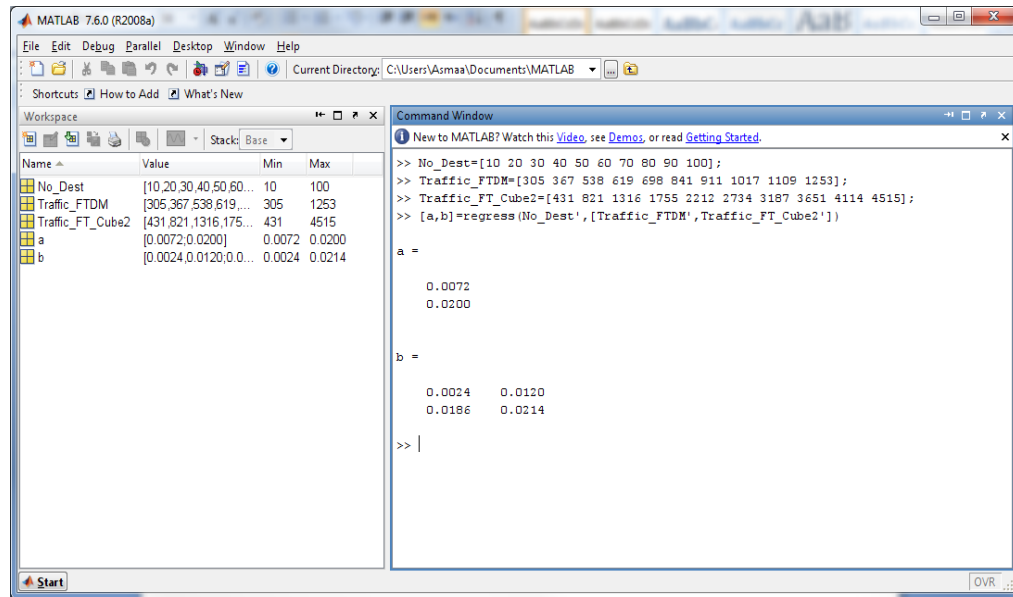 MATLAB 7.6.0 (R2008a)
File Edit Debug Parallel Desktop Window Help
Current Directory: C:\Users\Asmaa\Documents\MATLAB
Shortcuts How to Add What's New
Workspace
Stack: Base
Name Value Min Max
No_Dest [10,20,30,40,50,60... 10 100
Traffic_FTDM [305,367,538,619,... 305 1253
Traffic_FT_Cube2 [431,821,1316,175... 431 4515
a [0.0072;0.0200] 0.0072 0.0200
b [0.0024,0.0120;0.0... 0.0024 0.0214
Command Window
New to MATLAB? Watch this Video, see Demos, or read Getting Started.
>> No_Dest=[10 20 30 40 50 60 70 80 90 100];
>> Traffic_FTDM=[305 367 538 619 698 841 911 1017 1109 1253];
>> Traffic_FT_Cube2=[431 821 1316 1755 2212 2734 3187 3651 4114 4515];
>> [a,b]=regress(No_Dest',[Traffic_FTDM',Traffic_FT_Cube2'])
a =
0.0072
0.0200
b =
0.0024 0.0120
0.0186 0.0214
>>
Start
OVR